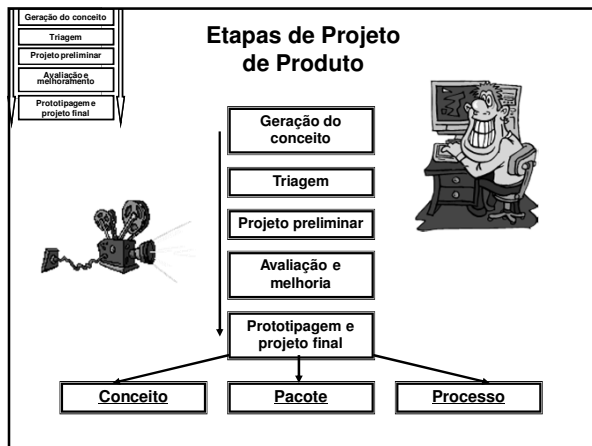 Geração do conceito
Triagem
Projeto preliminar
Avaliação e
melhoramento
Prototipagem e
projeto final
Etapas de Projeto
de Produto
Geração do
conceito
Triagem
Projeto preliminar
Avaliação e
melhoria
Prototipagem e
projeto final
Conceito
Pacote
Processo